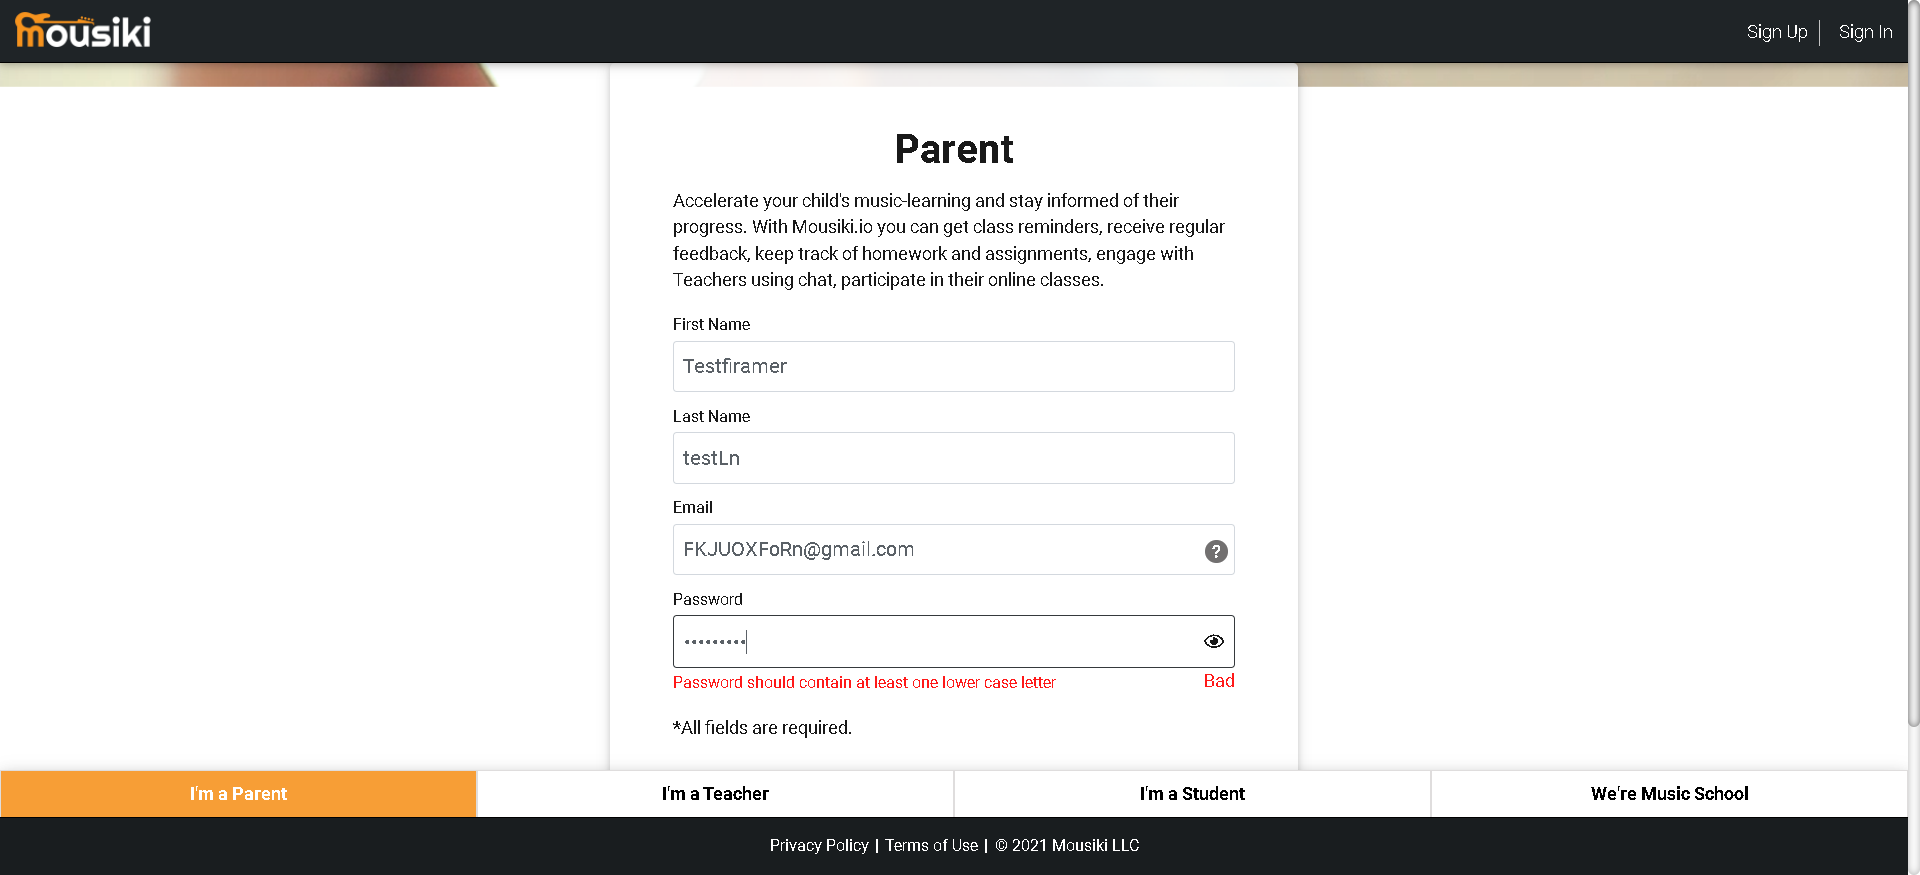 mousiki
Sign Up
Sign In
Parent
Accelerate your child's music-learning and stay informed of their
progress. With Mousiki.io you can get class reminders, receive regular
feedback, keep track of homework and assignments, engage with
Teachers using chat, participate in their online classes.
First Name
Testfiramer
Last Name
testLn
Email
FKJUOXFoRn@gmail.com
?
Password
•••••••••
Password should contain at least one lower case letter
Bad
*All fields are required.
I'm a Parent
I'm a Teacher
I'm a Student
We're Music School
Privacy Policy | Terms of Use | © 2021 Mousiki LLC